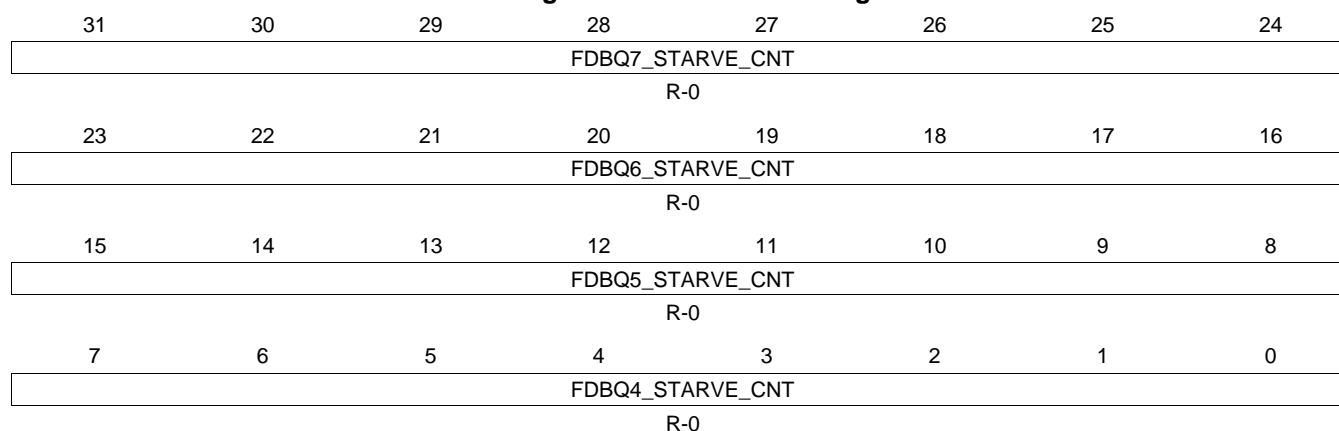 31 30 29 28 27 26 25 24
FDBQ7_STARVE_CNT
R-0
23 22 21 20 19 18 17 16
FDBQ6_STARVE_CNT
R-0
15 14 13 12 11 10 9 8
FDBQ5_STARVE_CNT
R-0
7 6 5 4 3 2 1 0
FDBQ4_STARVE_CNT
R-0